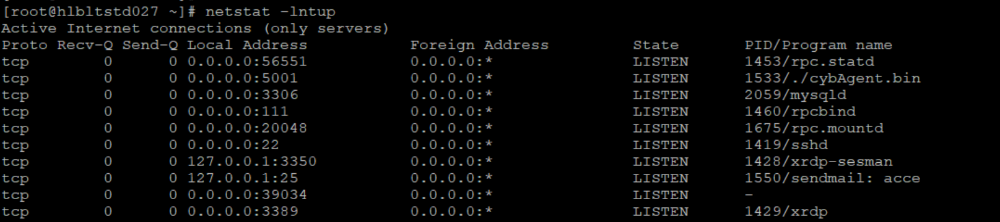 [root@hlbltstd027 ~]# netstat -lntup
Active Internet connections (only servers)
Proto Recv-Q Send-Q Local Address           Foreign Address         State       PID/Program name
tcp        0      0 0.0.0.0:56551           0.0.0.0:*               LISTEN      1453/rpc.statd
tcp        0      0 0.0.0.0:5001            0.0.0.0:*               LISTEN      1533/./cybAgent.bin
tcp        0      0 0.0.0.0:3306            0.0.0.0:*               LISTEN      2059/mysqld
tcp        0      0 0.0.0.0:111             0.0.0.0:*               LISTEN      1460/rpcbind
tcp        0      0 0.0.0.0:20048           0.0.0.0:*               LISTEN      1675/rpc.mountd
tcp        0      0 0.0.0.0:22              0.0.0.0:*               LISTEN      1419/sshd
tcp        0      0 127.0.0.1:3350          0.0.0.0:*               LISTEN      1428/xrdp-sesman
tcp        0      0 127.0.0.1:25            0.0.0.0:*               LISTEN      1550/sendmail: acce
tcp        0      0 0.0.0.0:39034           0.0.0.0:*               LISTEN      -
tcp        0      0 0.0.0.0:3389            0.0.0.0:*               LISTEN      1429/xrdp